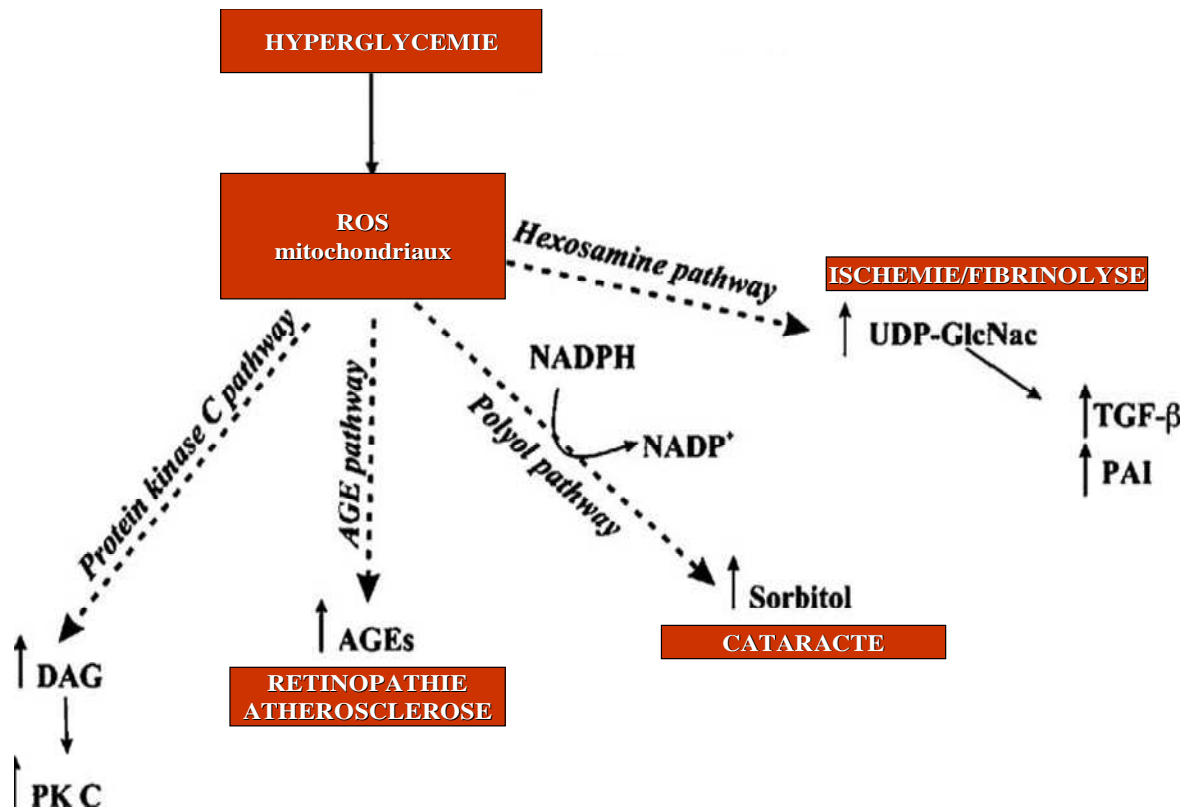 HYPERGLYCEMIE
ROS
mitochondriaux
Hexosamine pathway
ISCHEMIE/FIBRINOLYSE
UDP-GlcNac
TGF-β
PAI
NADPH
NADP⁺
Polyol pathway
Sorbitol
CATARACTE
AGE pathway
AGEs
RETINOPATHIE
ATHEROSCLEROSE
Protein kinase C pathway
DAG
PK C